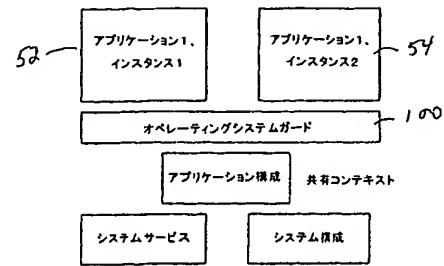 アプリケーション1、
インスタンス1
アプリケーション1、
インスタンス2
52
54
オペレーティングシステムガード
100
アプリケーション構成
共有コンテキスト
システムサービス
システム構成